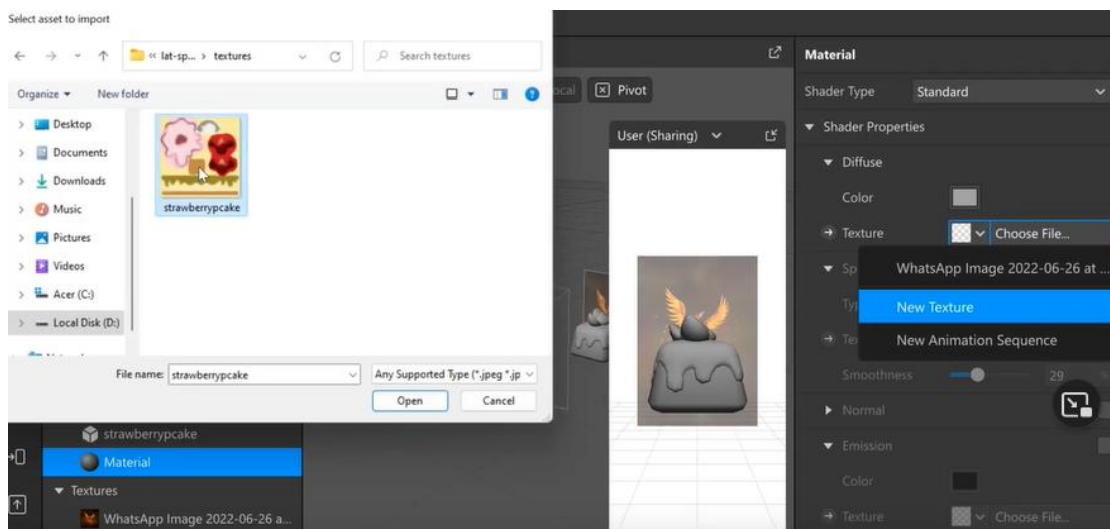 Select asset to import
« lat-sp... > textures
Search textures
Organize
New folder
Desktop
Documents
Downloads
Music
Pictures
Videos
Acer (C:)
Local Disk (D:)
strawberrypcake
File name:
strawberrypcake
Any Supported Type (*.jpeg *.jp
Open
Cancel
strawberrypcake
Material
Textures
WhatsApp Image 2022-06-26 a...
Pivot
User (Sharing)
Material
Shader Type
Standard
Shader Properties
Diffuse
Color
Texture
Choose File...
WhatsApp Image 2022-06-26 at ...
New Texture
New Animation Sequence
Smoothness
29
Normal
Emission
Color
Texture
Choose File...